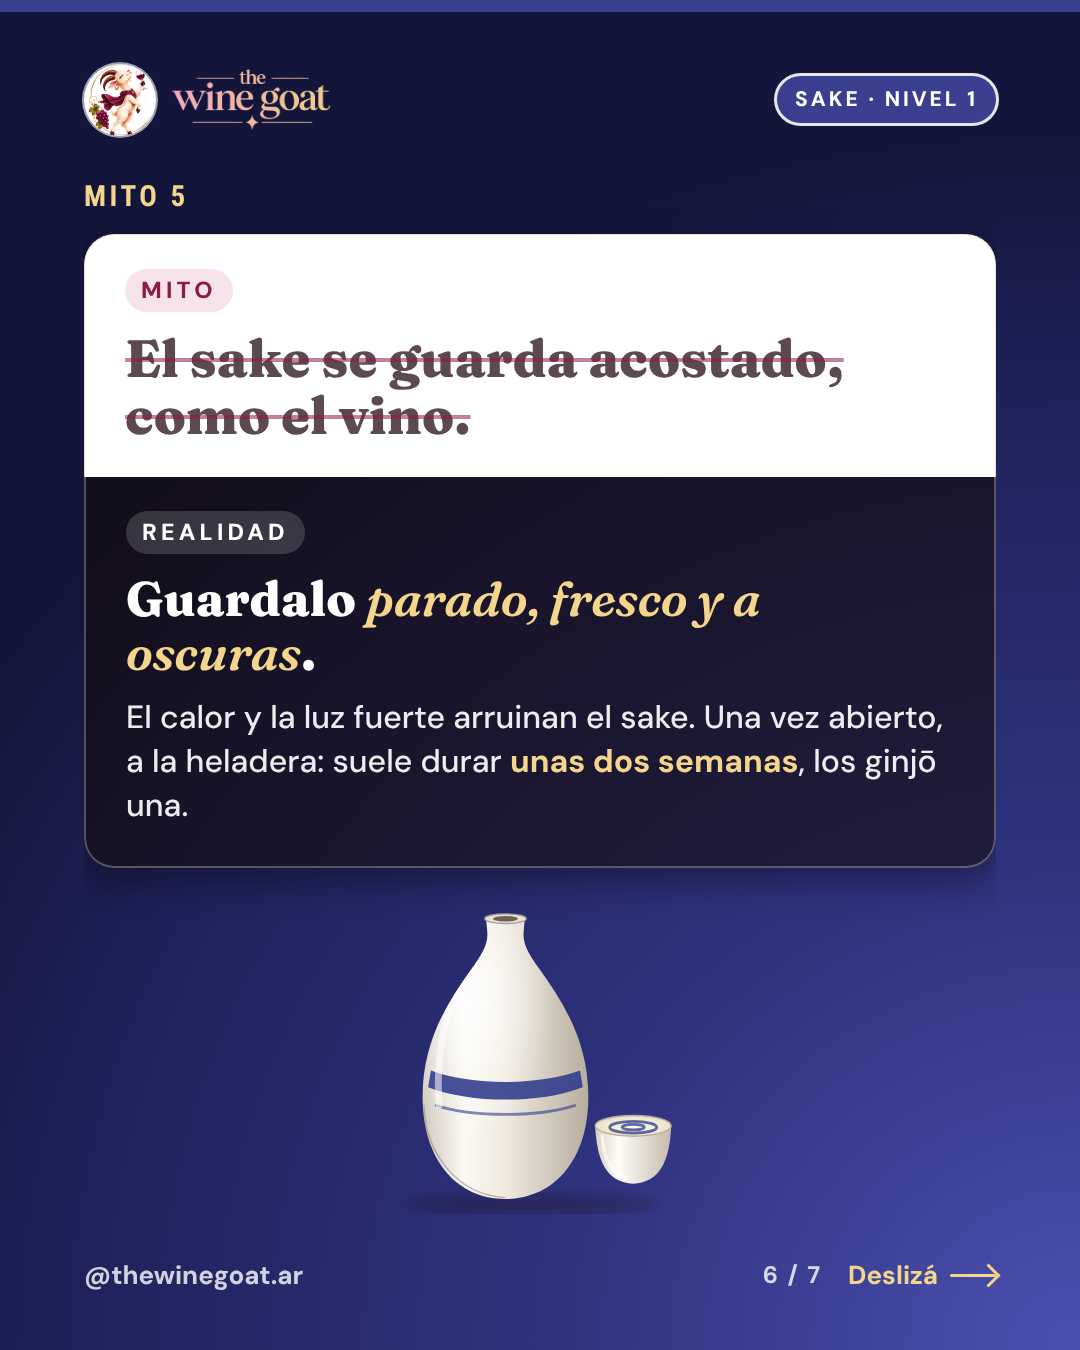 the
wine goat
SAKE · NIVEL 1
MITO 5
MITO
El sake se guarda acostado,
como el vino.
REALIDAD
Guardalo parado, fresco y a
oscuras.
El calor y la luz fuerte arruinan el sake. Una vez abierto,
a la heladera: suele durar unas dos semanas, los ginjō
una.
@thewinegoat.ar
6 / 7 Deslizá